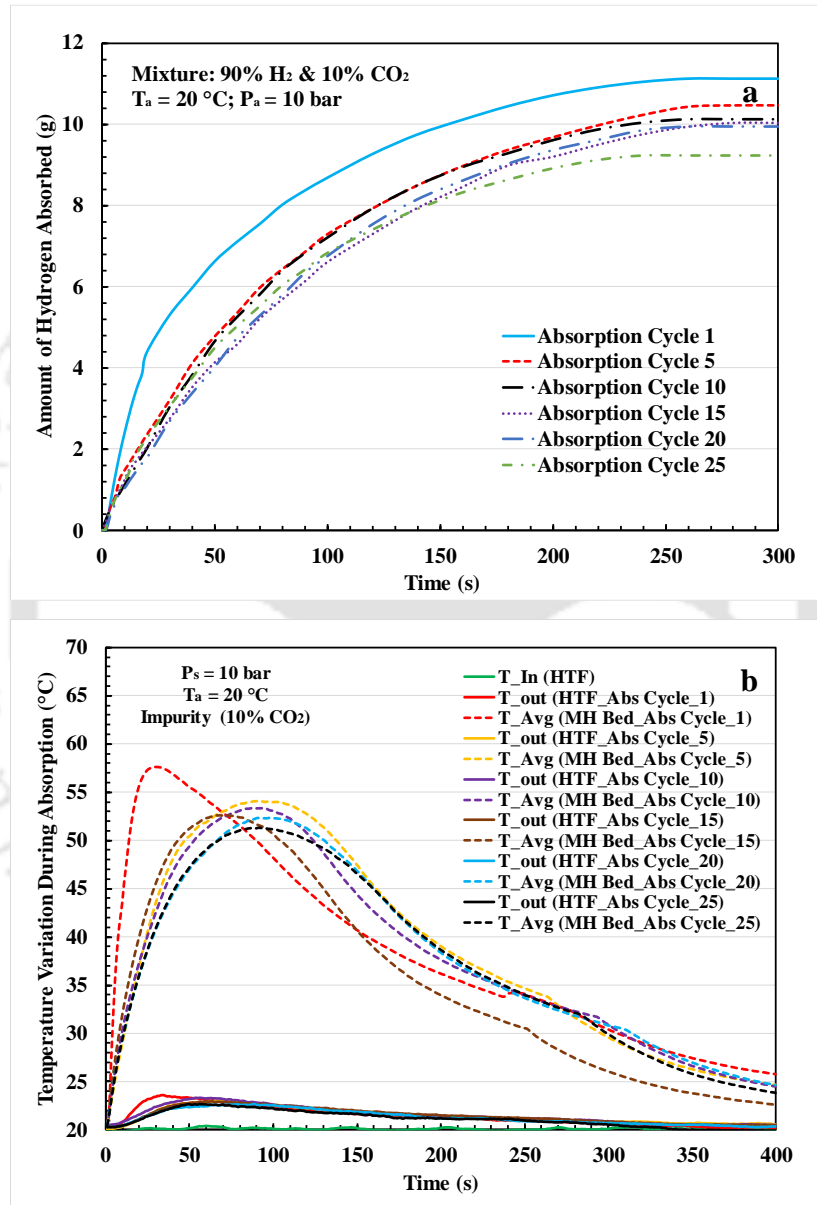 12
10
8
6
4
2
0
Amount of Hydrogen Absorbed (g)
Mixture: 90% H₂ & 10% CO₂
Tₐ = 20 °C; Pₐ = 10 bar
a
Absorption Cycle 1
Absorption Cycle 5
Absorption Cycle 10
Absorption Cycle 15
Absorption Cycle 20
Absorption Cycle 25
0 50 100 150 200 250 300
Time (s)
70
65
60
55
50
45
40
35
30
25
20
Temperature Variation During Absorption (°C)
Pₛ = 10 bar
Tₐ = 20 °C
Impurity (10% CO₂)
b
T_In (HTF)
T_out (HTF_Abs Cycle_1)
T_Avg (MH Bed_Abs Cycle_1)
T_out (HTF_Abs Cycle_5)
T_Avg (MH Bed_Abs Cycle_5)
T_out (HTF_Abs Cycle_10)
T_Avg (MH Bed_Abs Cycle_10)
T_out (HTF_Abs Cycle_15)
T_Avg (MH Bed_Abs Cycle_15)
T_out (HTF_Abs Cycle_20)
T_Avg (MH Bed_Abs Cycle_20)
T_out (HTF_Abs Cycle_25)
T_Avg (MH Bed_Abs Cycle_25)
0 50 100 150 200 250 300 350 400
Time (s)